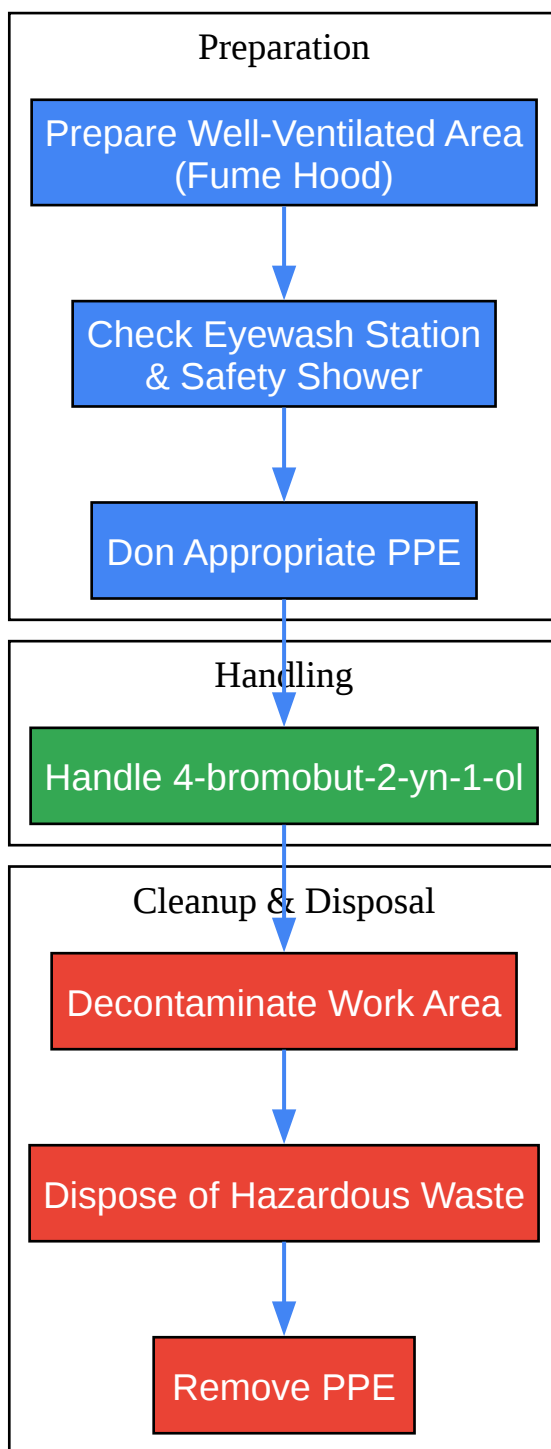 Preparation
Prepare Well-Ventilated Area
(Fume Hood)
Check Eyewash Station
& Safety Shower
Don Appropriate PPE
Handling
Handle 4-bromobut-2-yn-1-ol
Cleanup & Disposal
Decontaminate Work Area
Dispose of Hazardous Waste
Remove PPE